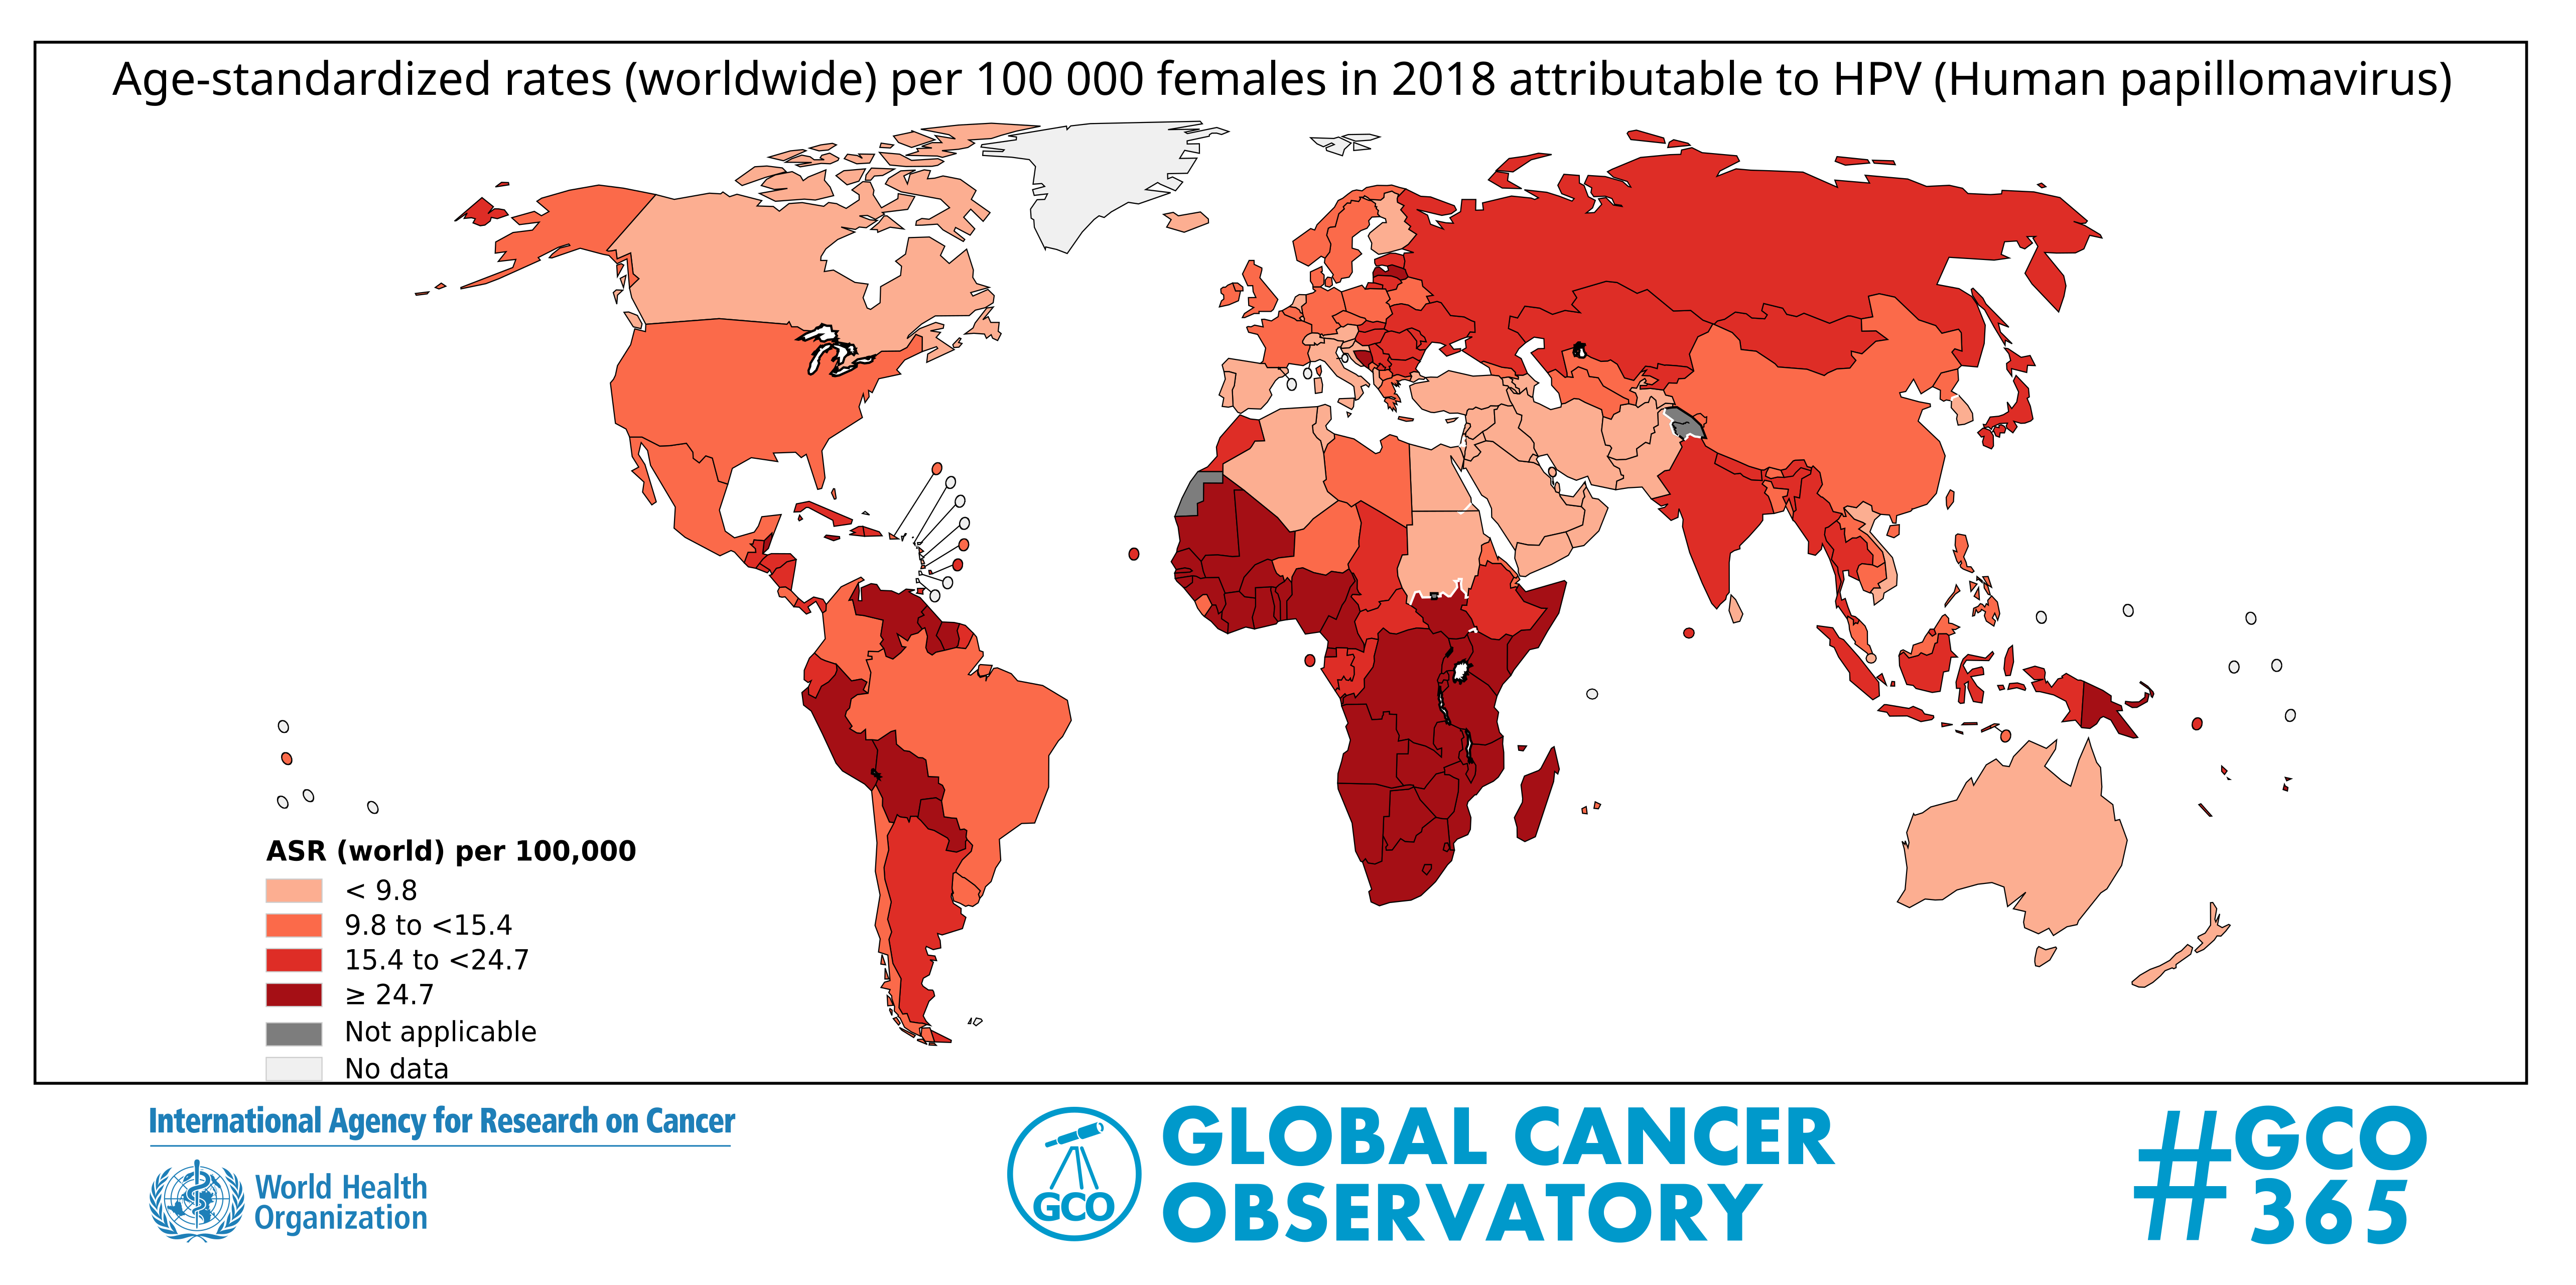 Age-standardized rates (worldwide) per 100 000 females in 2018 attributable to HPV (Human papillomavirus)
ASR (world) per 100,000
< 9.8
9.8 to <15.4
15.4 to <24.7
≥ 24.7
Not applicable
No data
International Agency for Research on Cancer
World Health
Organization
GCO
GLOBAL CANCER
OBSERVATORY
#GCO
365